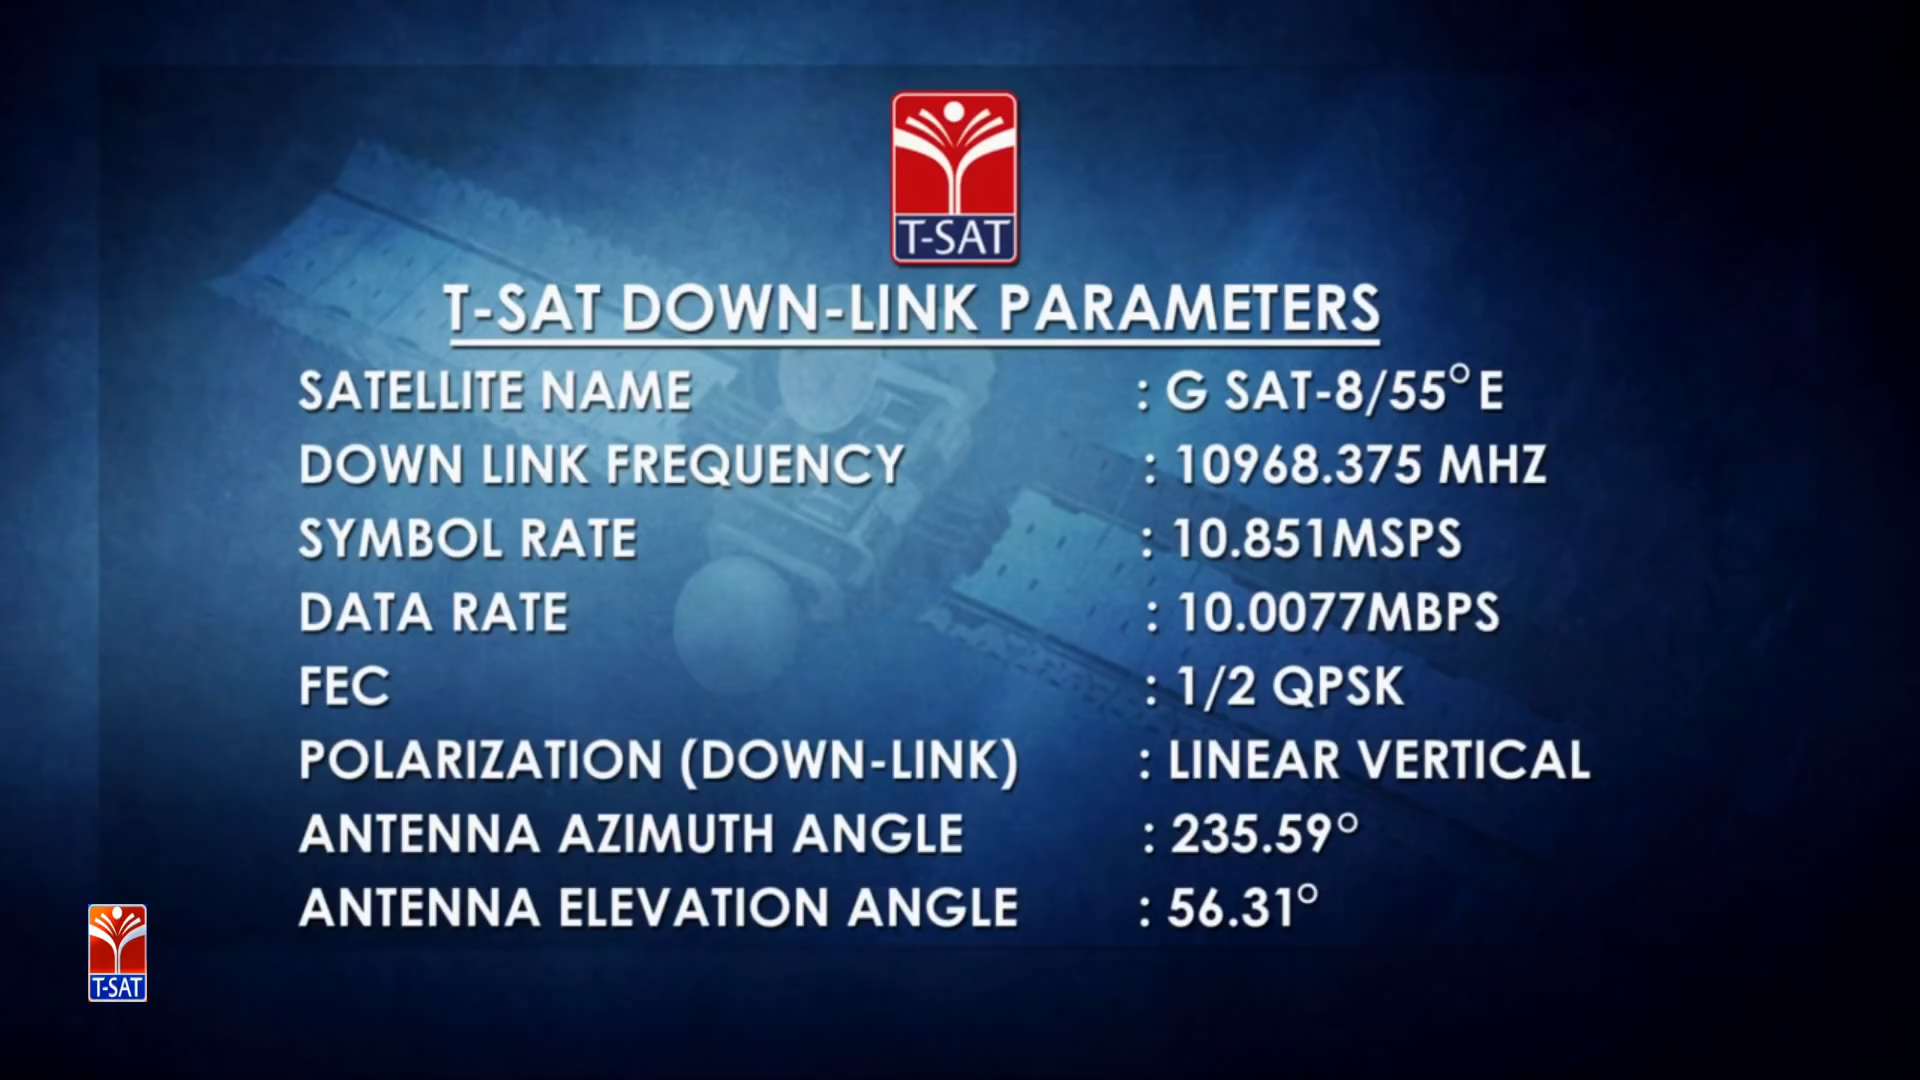 T-SAT
T-SAT DOWN-LINK PARAMETERS
SATELLITE NAME : G SAT-8/55° E
DOWN LINK FREQUENCY : 10968.375 MHZ
SYMBOL RATE : 10.851MSPS
DATA RATE : 10.0077MBPS
FEC : 1/2 QPSK
POLARIZATION (DOWN-LINK) : LINEAR VERTICAL
ANTENNA AZIMUTH ANGLE : 235.59°
ANTENNA ELEVATION ANGLE : 56.31°
T-SAT